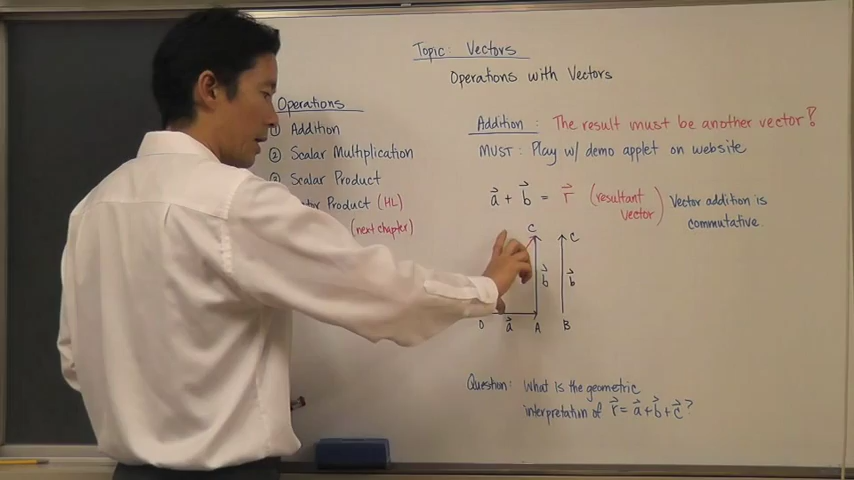 Topic: Vectors
Operations with Vectors
Operations
① Addition
② Scalar Multiplication
③ Scalar Product
Product (HL)
(next chapter)
Addition: The result must be another vector!
MUST: Play w/ demo applet on website
a⃗ + b⃗ = r⃗ (resultant vector)
Vector addition is
commutative.
C C
b⃗ b⃗
O a⃗ A B
Question: What is the geometric
interpretation of r⃗ = a⃗ + b⃗ + c⃗ ?